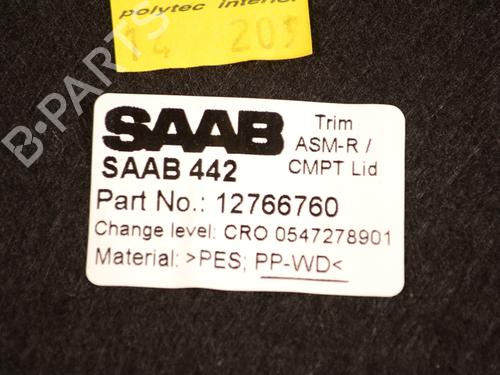 polytec interior
14 209
SAAB
Trim
ASM-R /
CMPT Lid
SAAB 442
Part No.: 12766760
Change level: CRO 0547278901
Material: >PES; PP-WD<
B-PARTS